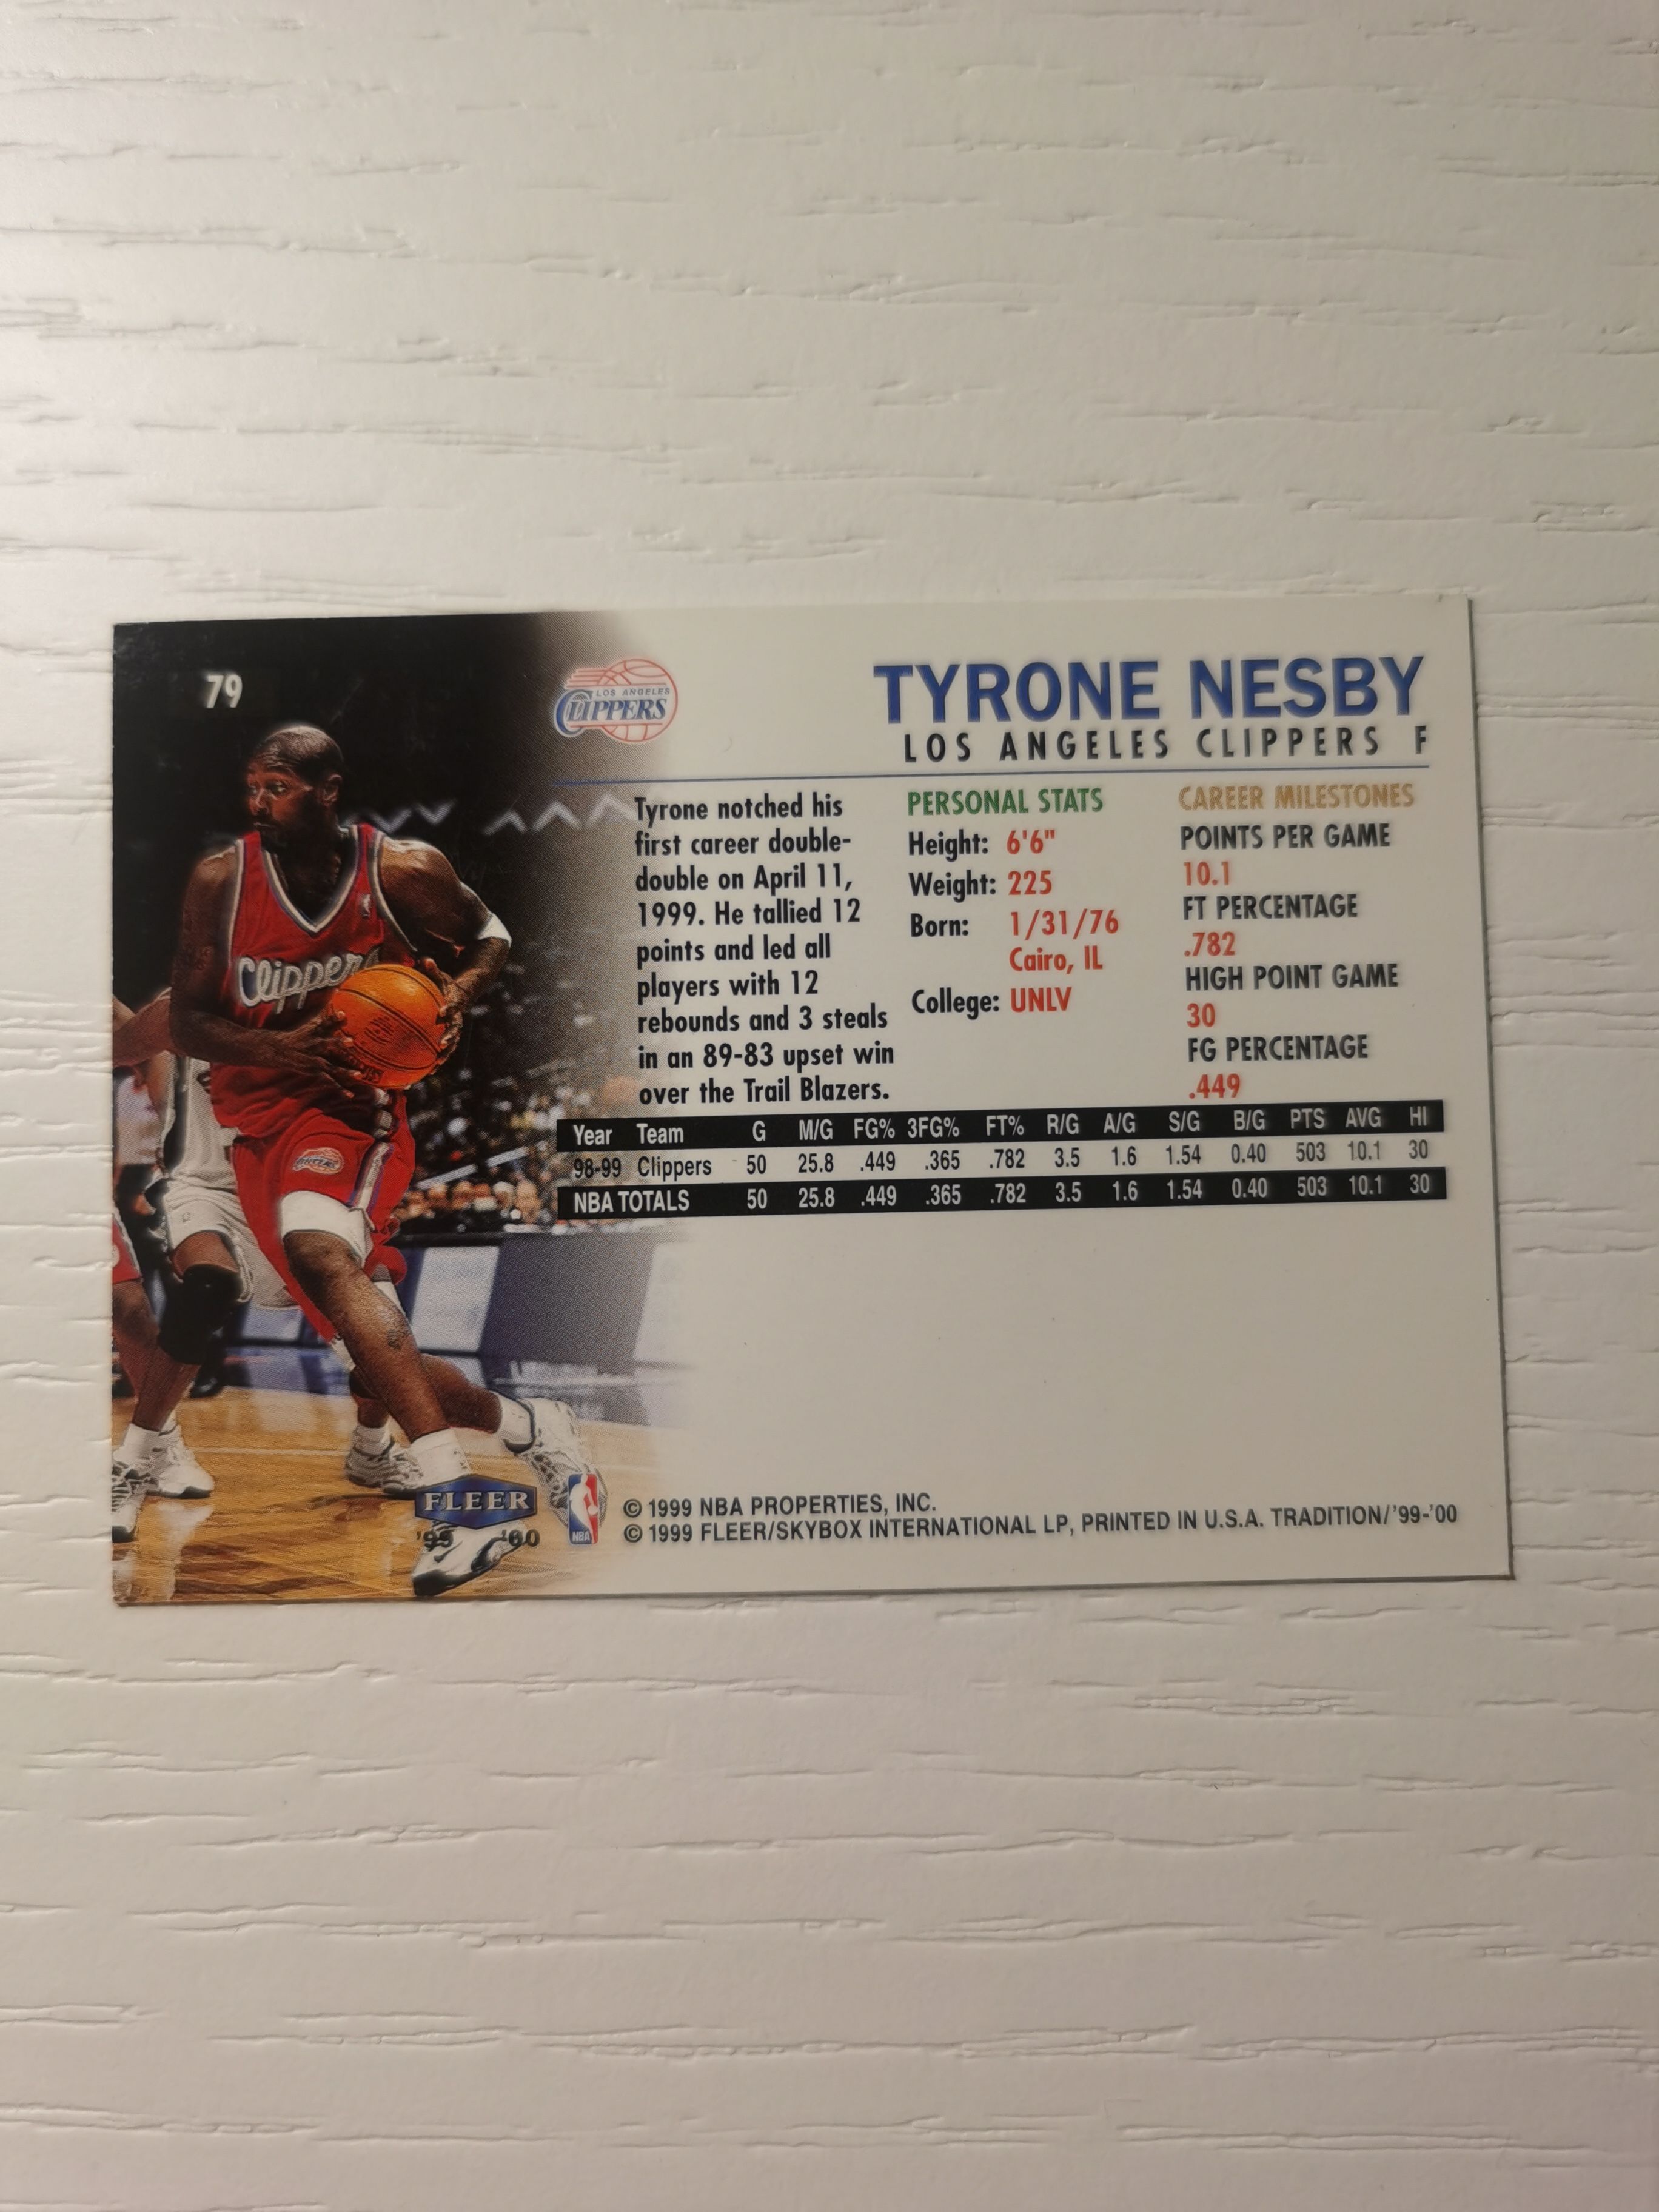 79
LOS ANGELES
CLIPPERS
TYRONE NESBY
LOS ANGELES CLIPPERS F
Tyrone notched his
first career double-
double on April 11,
1999. He tallied 12
points and led all
players with 12
rebounds and 3 steals
in an 89-83 upset win
over the Trail Blazers.
PERSONAL STATS
Height: 6'6"
Weight: 225
Born: 1/31/76
Cairo, IL
College: UNLV
CAREER MILESTONES
POINTS PER GAME
10.1
FT PERCENTAGE
.782
HIGH POINT GAME
30
FG PERCENTAGE
.449
Clippers
Year Team G M/G FG% 3FG% FT% R/G A/G S/G B/G PTS AVG HI
98-99 Clippers 50 25.8 .449 .365 .782 3.5 1.6 1.54 0.40 503 10.1 30
NBA TOTALS 50 25.8 .449 .365 .782 3.5 1.6 1.54 0.40 503 10.1 30
FLEER
'99 '00
NBA
© 1999 NBA PROPERTIES, INC.
© 1999 FLEER/SKYBOX INTERNATIONAL LP, PRINTED IN U.S.A. TRADITION/'99-'00